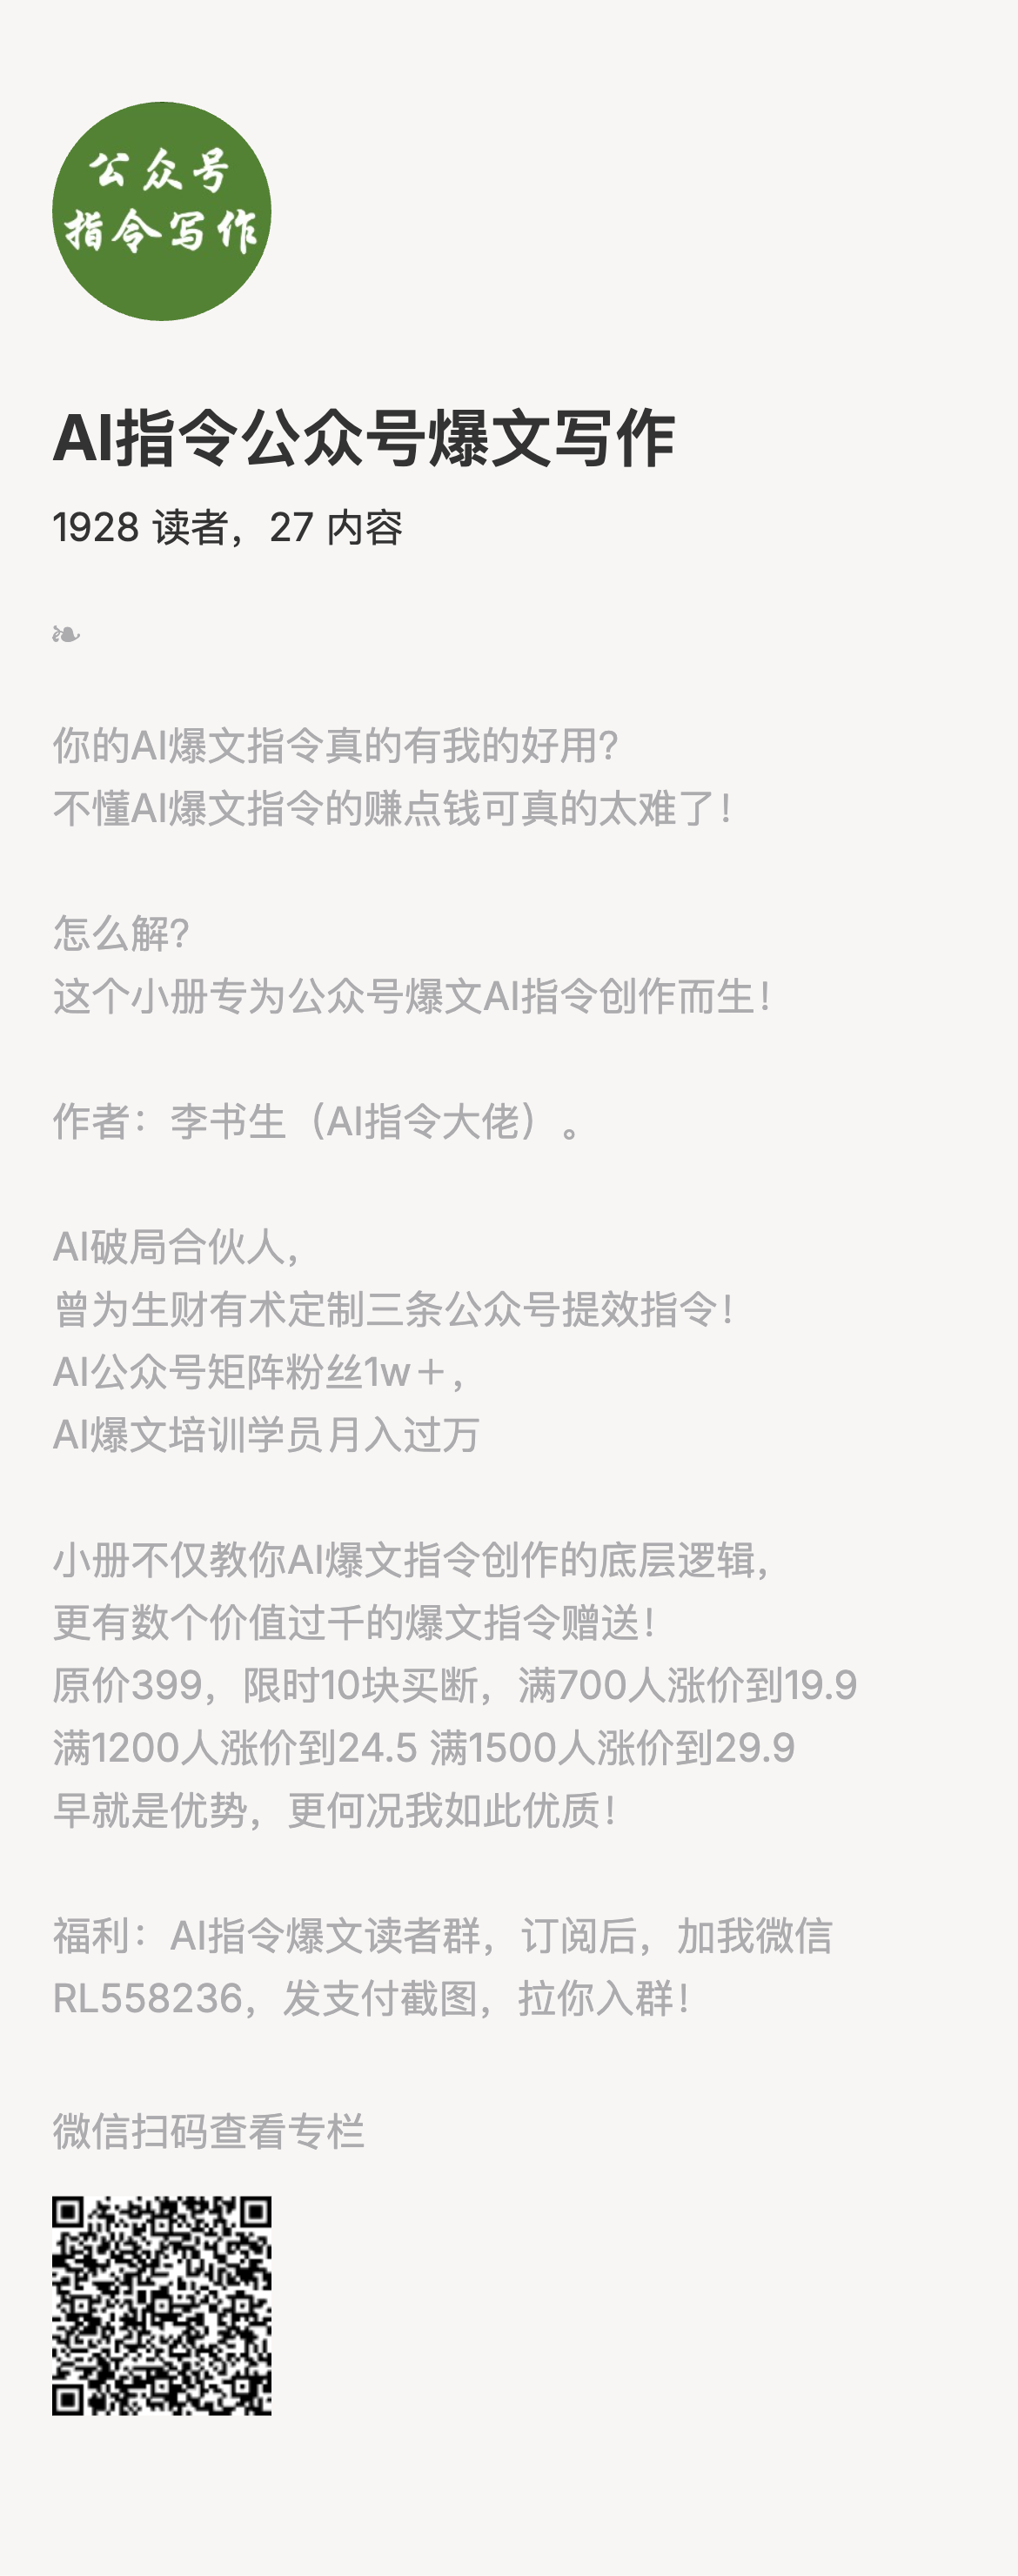 公众号
指令写作
AI指令公众号爆文写作
1928 读者，27 内容
你的AI爆文指令真的有我的好用？
不懂AI爆文指令的赚点钱可真的太难了！
怎么解？
这个小册专为公众号爆文AI指令创作而生！
作者：李书生（AI指令大佬）。
AI破局合伙人，
曾为生财有术定制三条公众号提效指令！
AI公众号矩阵粉丝1w＋，
AI爆文培训学员月入过万
小册不仅教你AI爆文指令创作的底层逻辑，
更有数个价值过千的爆文指令赠送！
原价399，限时10块买断，满700人涨价到19.9
满1200人涨价到24.5 满1500人涨价到29.9
早就是优势，更何况我如此优质！
福利：AI指令爆文读者群，订阅后，加我微信
RL558236，发支付截图，拉你入群！
微信扫码查看专栏